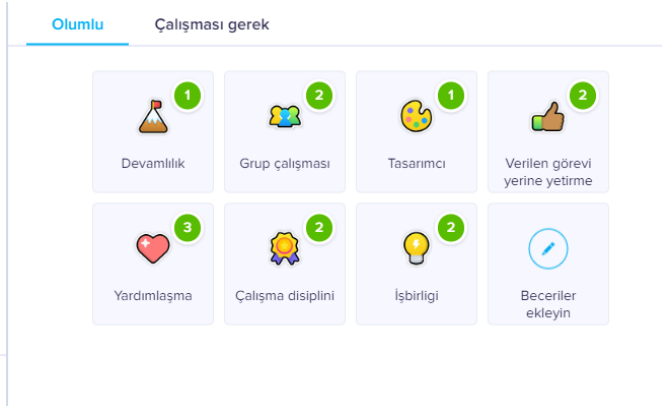 Olumlu Çalışması gerek
1 2 1 2
Devamlılık Grup çalışması Tasarımcı Verilen görevi
yerine yetirme
3 2 2
Yardımlaşma Çalışma disiplini İşbirligi Beceriler
ekleyin